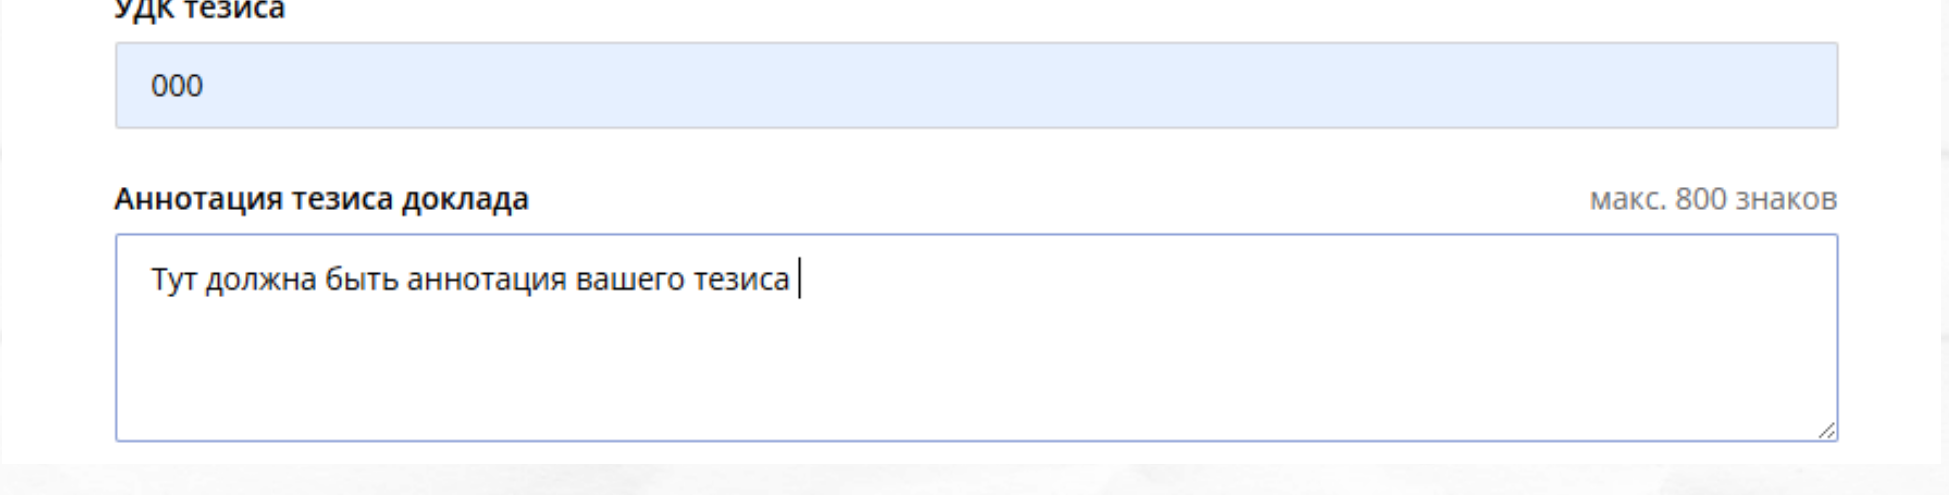 УДК тезиса
000
Аннотация тезиса доклада
макс. 800 знаков
Тут должна быть аннотация вашего тезиса